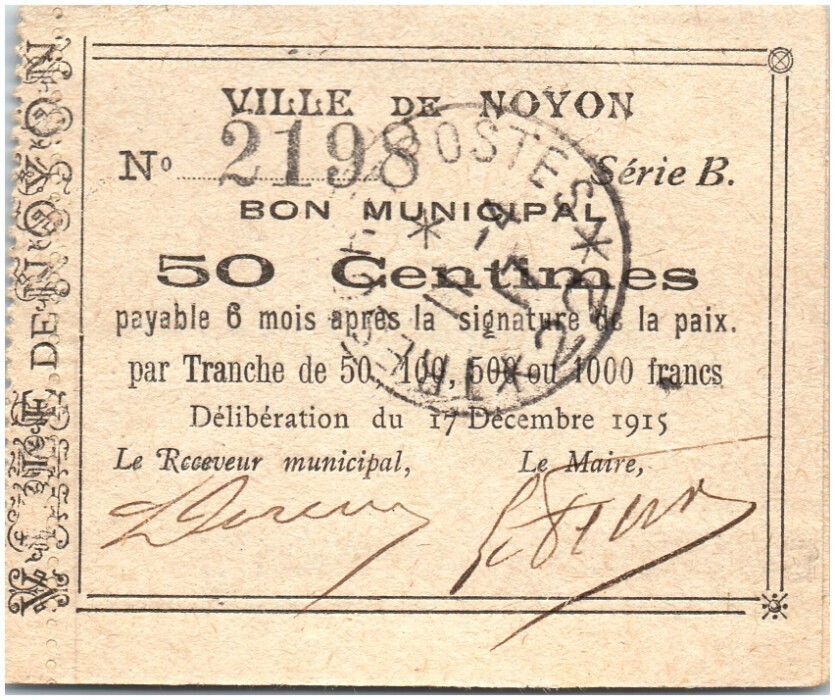 VILLE DE NOYON
VILLE DE NOYON
Nº 2198 Série B.
BON MUNICIPAL
50 Centimes
payable 6 mois après la signature de la paix.
par Tranche de 50, 100, 500 ou 1000 francs
Délibération du 17 Décembre 1915
Le Receveur municipal, Le Maire,
POSTES